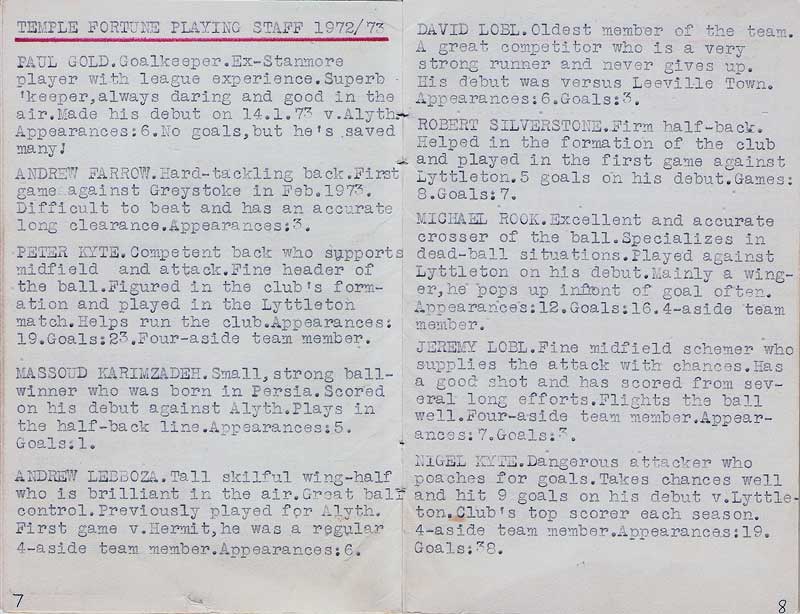 TEMPLE FORTUNE PLAYING STAFF 1972/73
PAUL GOLD.Goalkeeper.Ex-Stanmore
player with league experience.Superb
'keeper,always daring and good in the
air.Made his debut on 14.1.73 v.Alyth.
Appearances:6.No goals,but he's saved
many!
ANDREW FARROW.Hard-tackling back.First
game against Greystoke in Feb.1973.
Difficult to beat and has an accurate
long clearance.Appearances:3.
PETER KYTE.Competent back who supports
midfield and attack.Fine header of
the ball.Figured in the club's form-
ation and played in the Lyttleton
match.Helps run the club.Appearances:
19.Goals:23.Four-aside team member.
MASSOUD KARIMZADEH.Small,strong ball-
winner who was born in Persia.Scored
on his debut against Alyth.Plays in
the half-back line.Appearances:5.
Goals:1.
ANDREW LEBBOZA.Tall skilful wing-half
who is brilliant in the air.Great ball
control.Previously played for Alyth.
First game v.Hermit,he was a regular
4-aside team member.Appearances:6.
7
DAVID LOBL.Oldest member of the team.
A great competitor who is a very
strong runner and never gives up.
His debut was versus Leeville Town.
Appearances:6.Goals:3.
ROBERT SILVERSTONE.Firm half-back.
Helped in the formation of the club
and played in the first game against
Lyttleton.5 goals on his debut.Games:
8.Goals:7.
MICHAEL ROOK.Excellent and accurate
crosser of the ball.Specializes in
dead-ball situations.Played against
Lyttleton on his debut.Mainly a wing-
er,he pops up infront of goal often.
Appearances:12.Goals:16.4-aside team
member.
JEREMY LOBL.Fine midfield schemer who
supplies the attack with chances.Has
a good shot and has scored from sev-
eral long efforts.Flights the ball
well.Four-aside team member.Appear-
ances:7.Goals:3.
NIGEL KYTE.Dangerous attacker who
poaches for goals.Takes chances well
and hit 9 goals on his debut v.Lyttle-
ton.Club's top scorer each season.
4-aside team member.Appearances:19.
Goals:38.
8